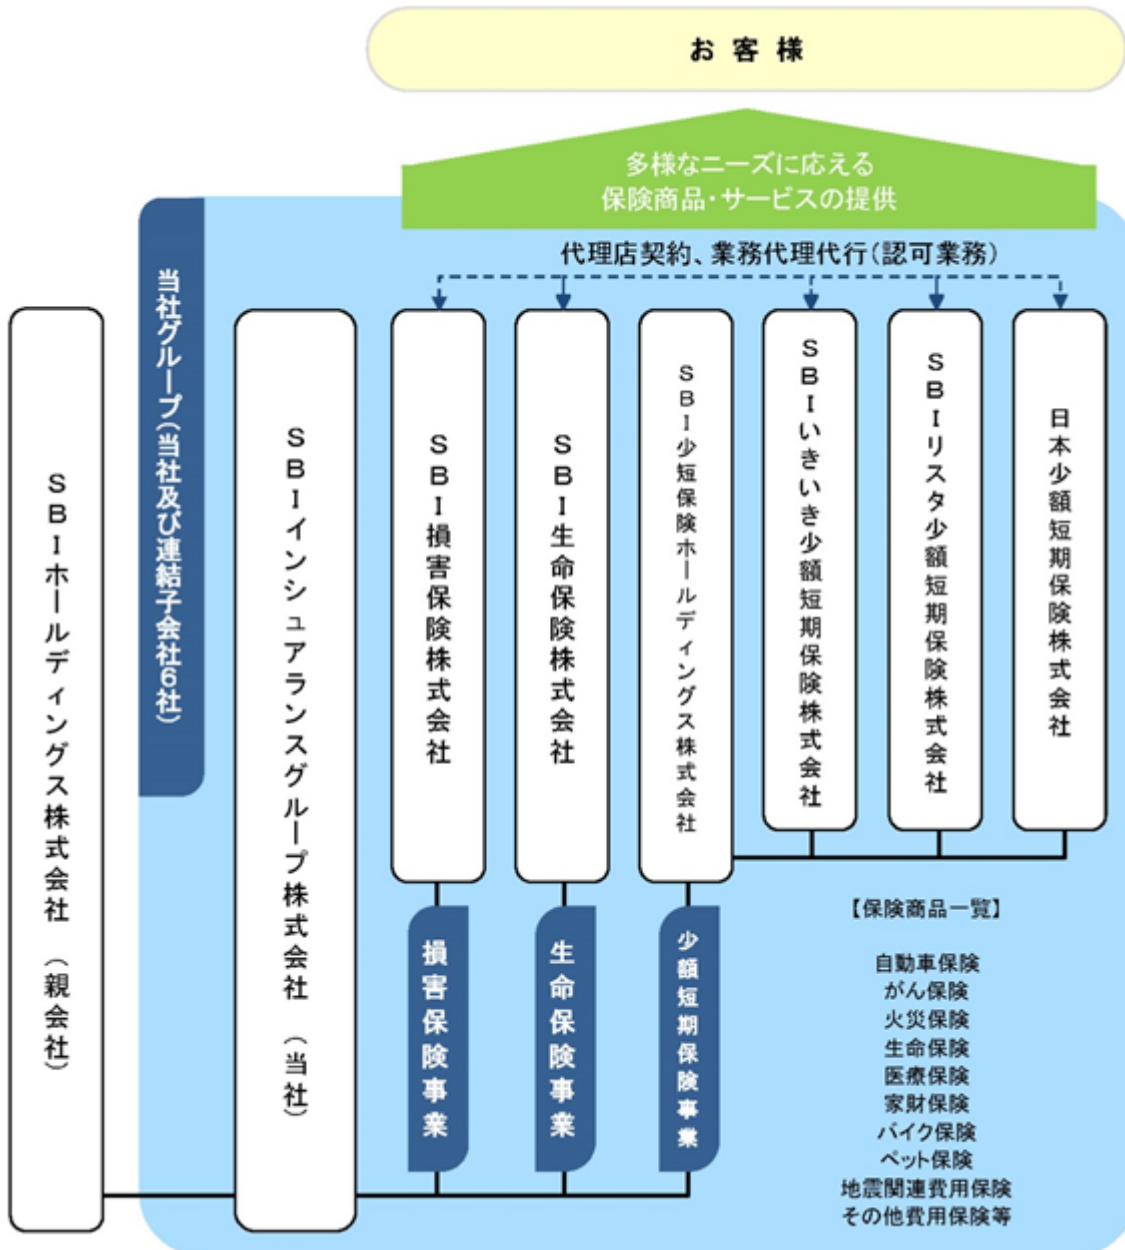 お客様
多様なニーズに応える
保険商品・サービスの提供
代理店契約、業務代理代行(認可業務)
当社グループ(当社及び連結子会社6社)
SBIホールディングス株式会社 (親会社)
SBIインシュアランスグループ株式会社 (当社)
SBI損害保険株式会社
SBI生命保険株式会社
SBI少短保険ホールディングス株式会社
SBIいきいき少額短期保険株式会社
SBIリスタ少額短期保険株式会社
日本少額短期保険株式会社
損害保険事業
生命保険事業
少額短期保険事業
【保険商品一覧】
自動車保険
がん保険
火災保険
生命保険
医療保険
家財保険
バイク保険
ペット保険
地震関連費用保険
その他費用保険等